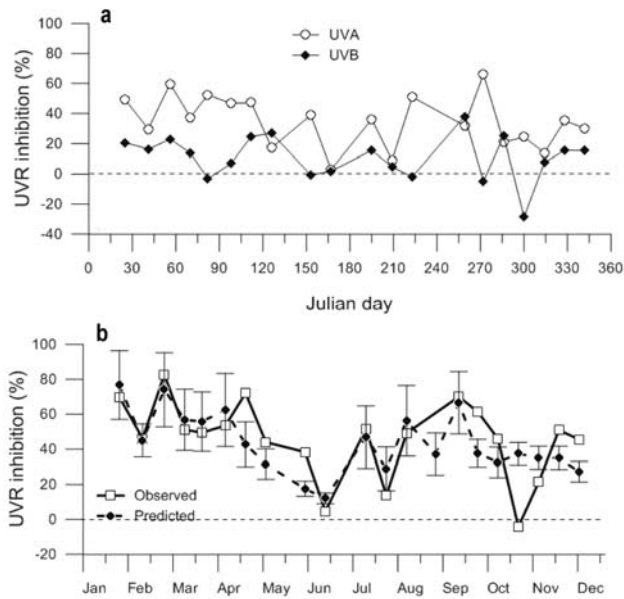 a
UVA
UVB
UVR inhibition (%)
100
80
60
40
20
0
-20
-40
0 30 60 90 120 150 180 210 240 270 300 330 360
Julian day
b
UVR inhibition (%)
100
80
60
40
20
0
-20
Observed
Predicted
Jan Feb Mar Apr May Jun Jul Aug Sep Oct Nov Dec